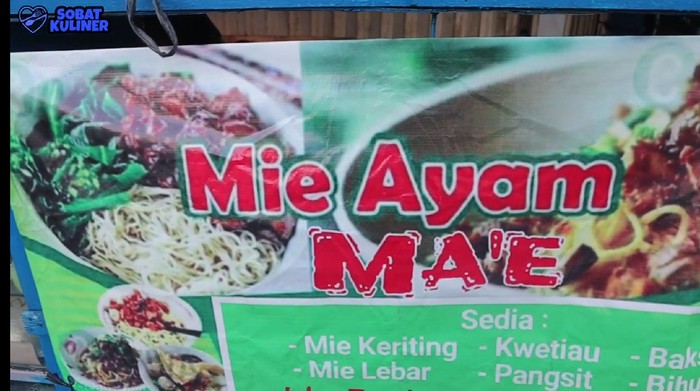 SOBAT
KULINER
Mie Ayam
MA'E
Sedia :
- Mie Keriting - Kwetiau
- Mie Lebar - Pangsit